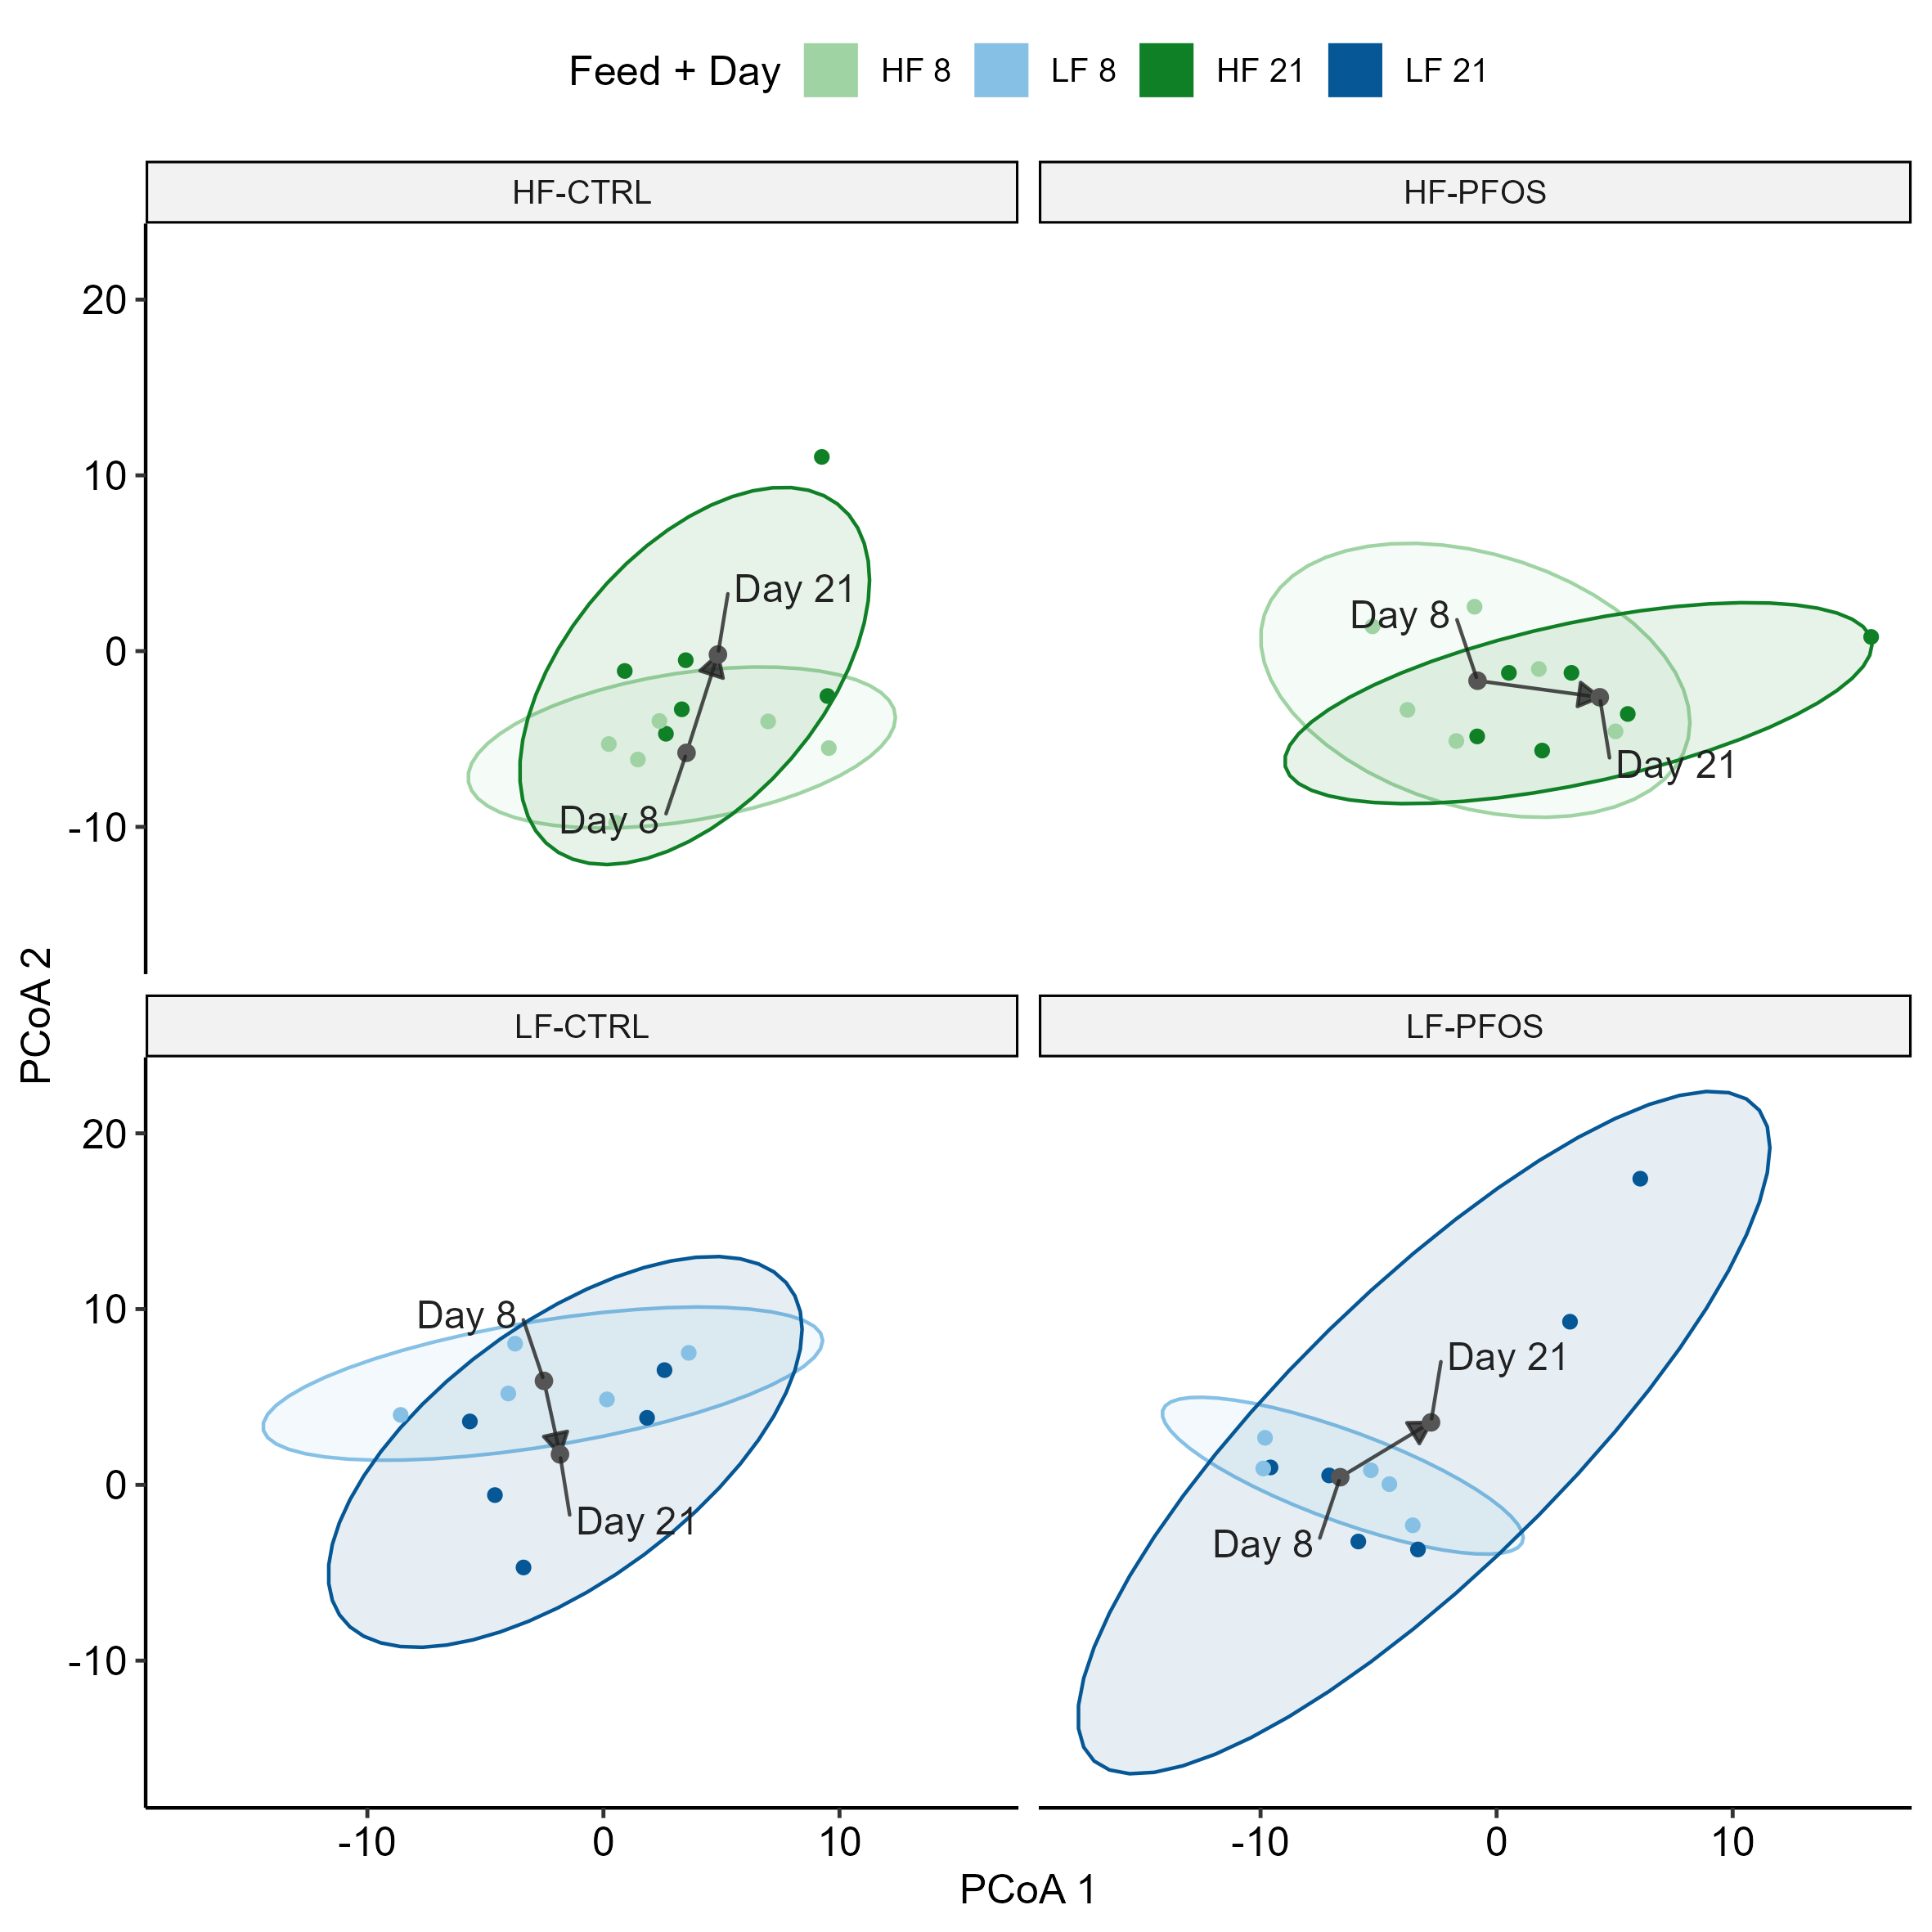 Feed + Day HF 8 LF 8 HF 21 LF 21
HF-CTRL HF-PFOS
20
10
0
-10
Day 21
Day 8
Day 8
Day 21
PCoA 2
LF-CTRL LF-PFOS
20
10
0
-10
Day 8
Day 21
Day 21
Day 8
-10 0 10 -10 0 10
PCoA 1